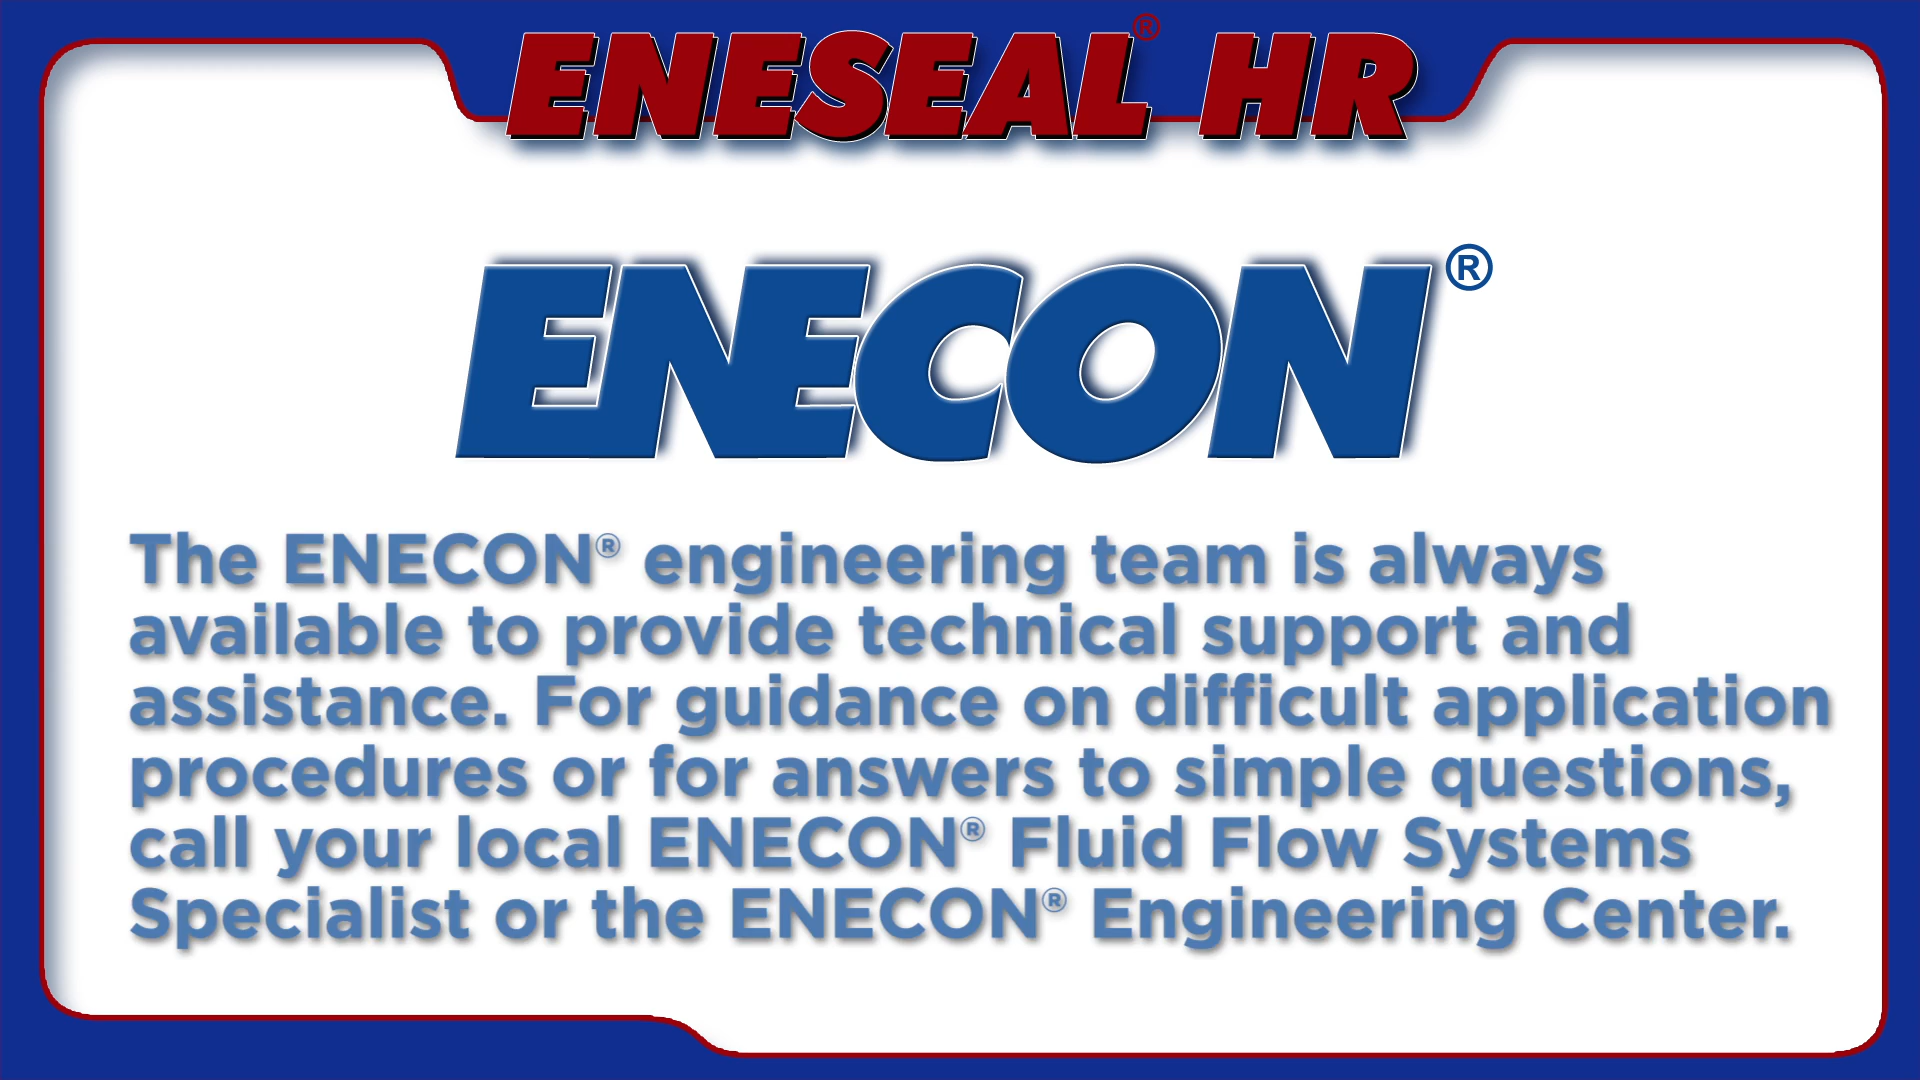 ENESEAL® HR
ENECON®
The ENECON® engineering team is always
available to provide technical support and
assistance. For guidance on difficult application
procedures or for answers to simple questions,
call your local ENECON® Fluid Flow Systems
Specialist or the ENECON® Engineering Center.